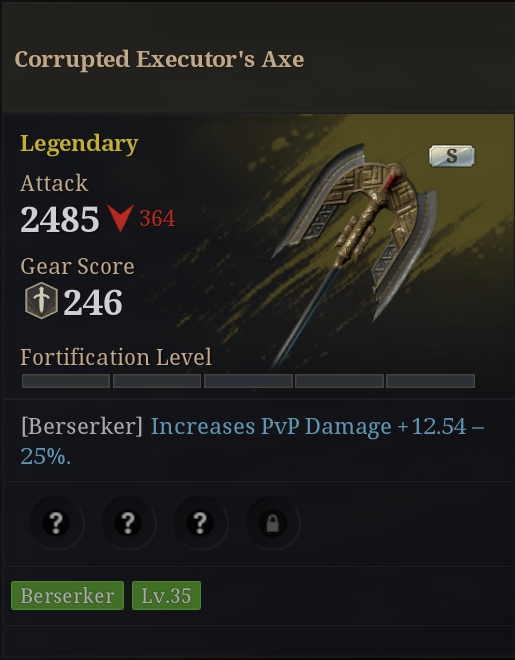 Corrupted Executor's Axe
Legendary
S
Attack
2485 364
Gear Score
246
Fortification Level
[Berserker] Increases PvP Damage +12.54 –
25%.
? ? ?
Berserker Lv.35